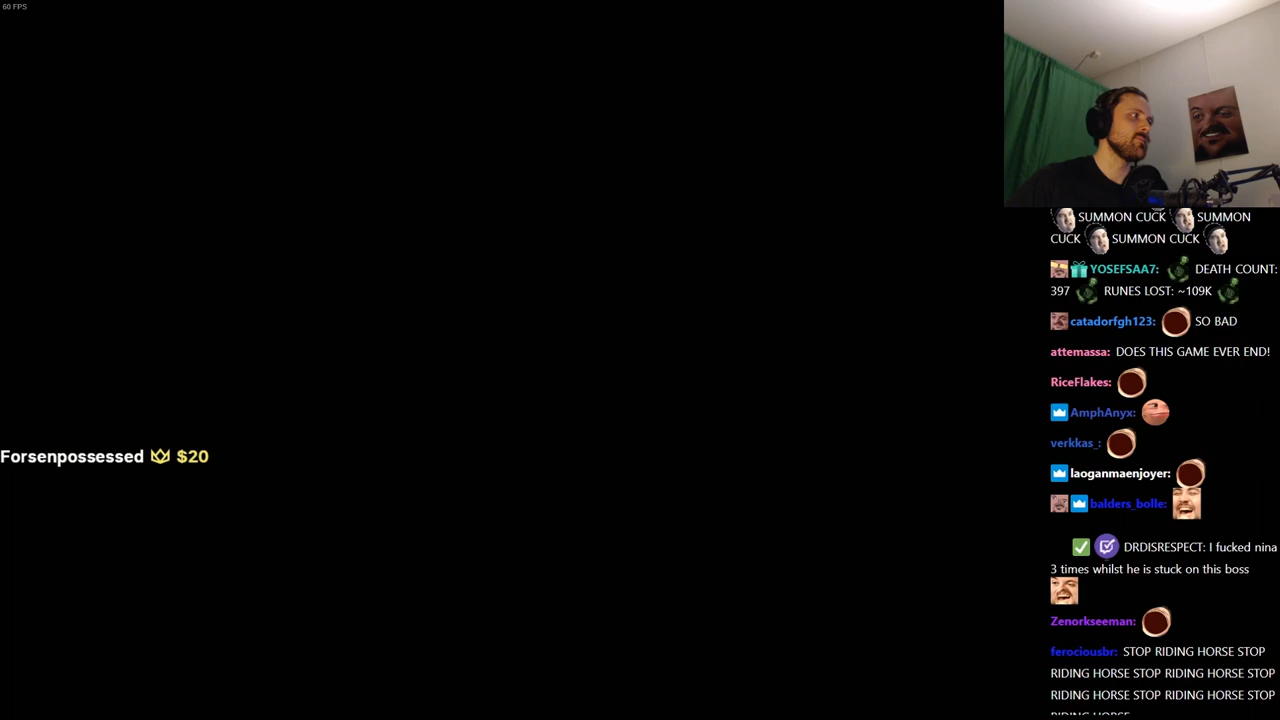 60 FPS
SUMMON CUCK SUMMON
CUCK SUMMON CUCK
YOSEFSAA7: DEATH COUNT:
397 RUNES LOST: ~109K
catadorfgh123: SO BAD
attemassa: DOES THIS GAME EVER END!
RiceFlakes:
AmphAnyx:
verkkas_:
Forsenpossessed $20
laoganmaenjoyer:
balders_bolle:
DRDISRESPECT: I fucked nina
3 times whilst he is stuck on this boss
Zenorkseeman:
ferociousbr: STOP RIDING HORSE STOP
RIDING HORSE STOP RIDING HORSE STOP
RIDING HORSE STOP RIDING HORSE STOP
RIDING HORSE